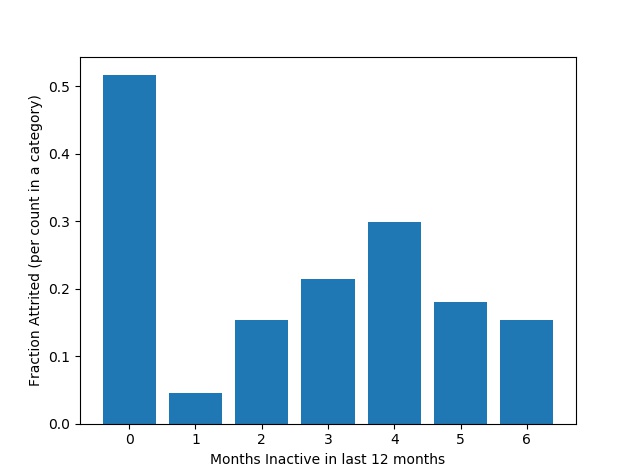 0.5
0.4
0.3
0.2
0.1
0.0
Fraction Attrited (per count in a category)
0 1 2 3 4 5 6
Months Inactive in last 12 months